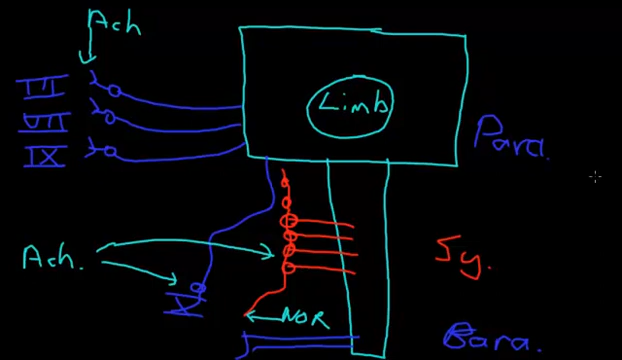 Ach
III
VII
IX
Limb
Para.
Ach.
X
Sy.
NOR
Para.